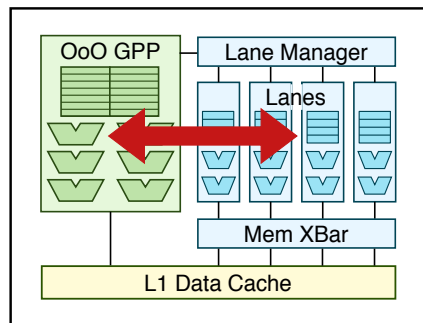 OoO GPP
Lane Manager
Lanes
Mem XBar
L1 Data Cache